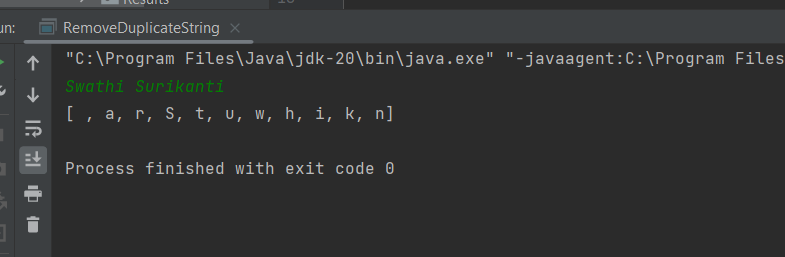 Results
un:
RemoveDuplicateString
"C:\Program Files\Java\jdk-20\bin\java.exe" "-javaagent:C:\Program Files
Swathi Surikanti
[ , a, r, S, t, u, w, h, i, k, n]
Process finished with exit code 0